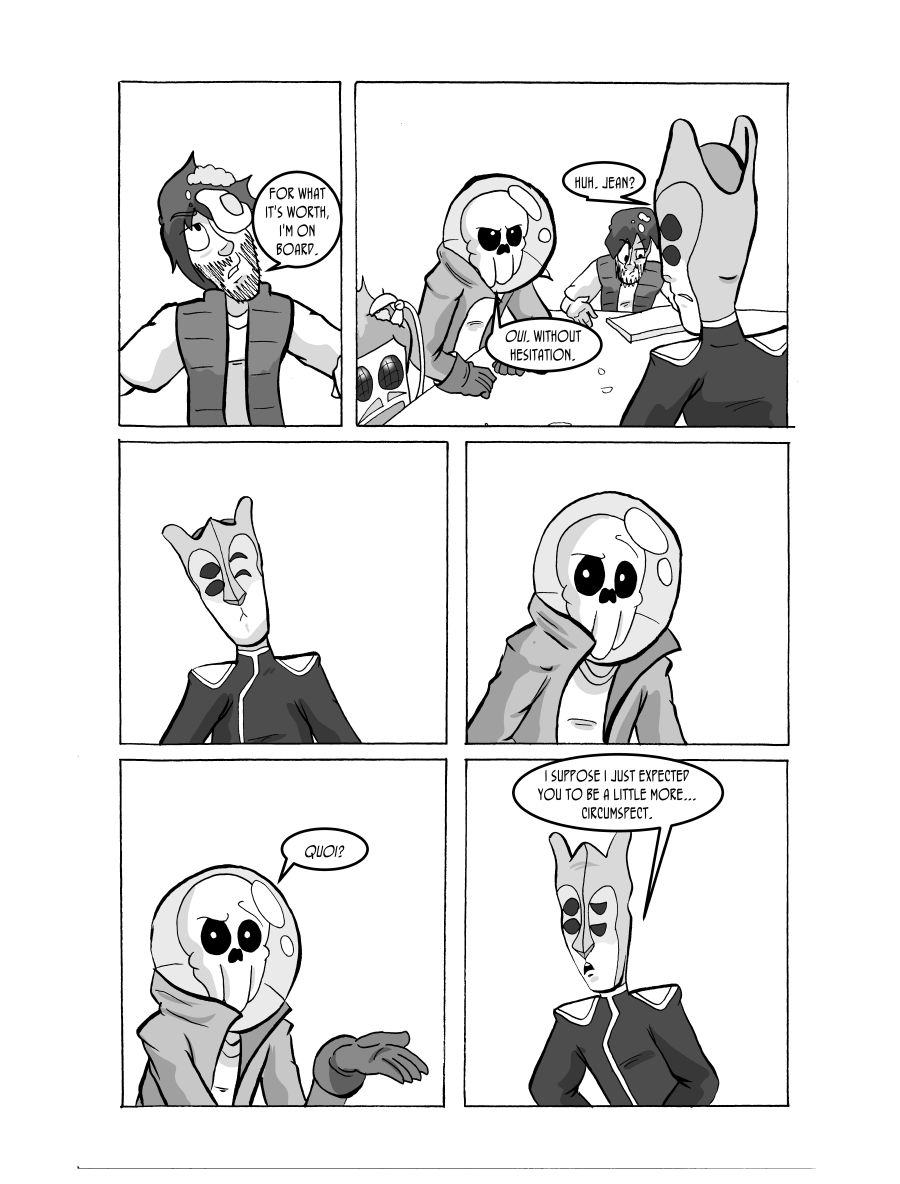 FOR WHAT
IT'S WORTH,
I'M ON
BOARD.
HUH. JEAN?
OUI. WITHOUT
HESITATION.
QUOI?
I SUPPOSE I JUST EXPECTED
YOU TO BE A LITTLE MORE...
CIRCUMSPECT.